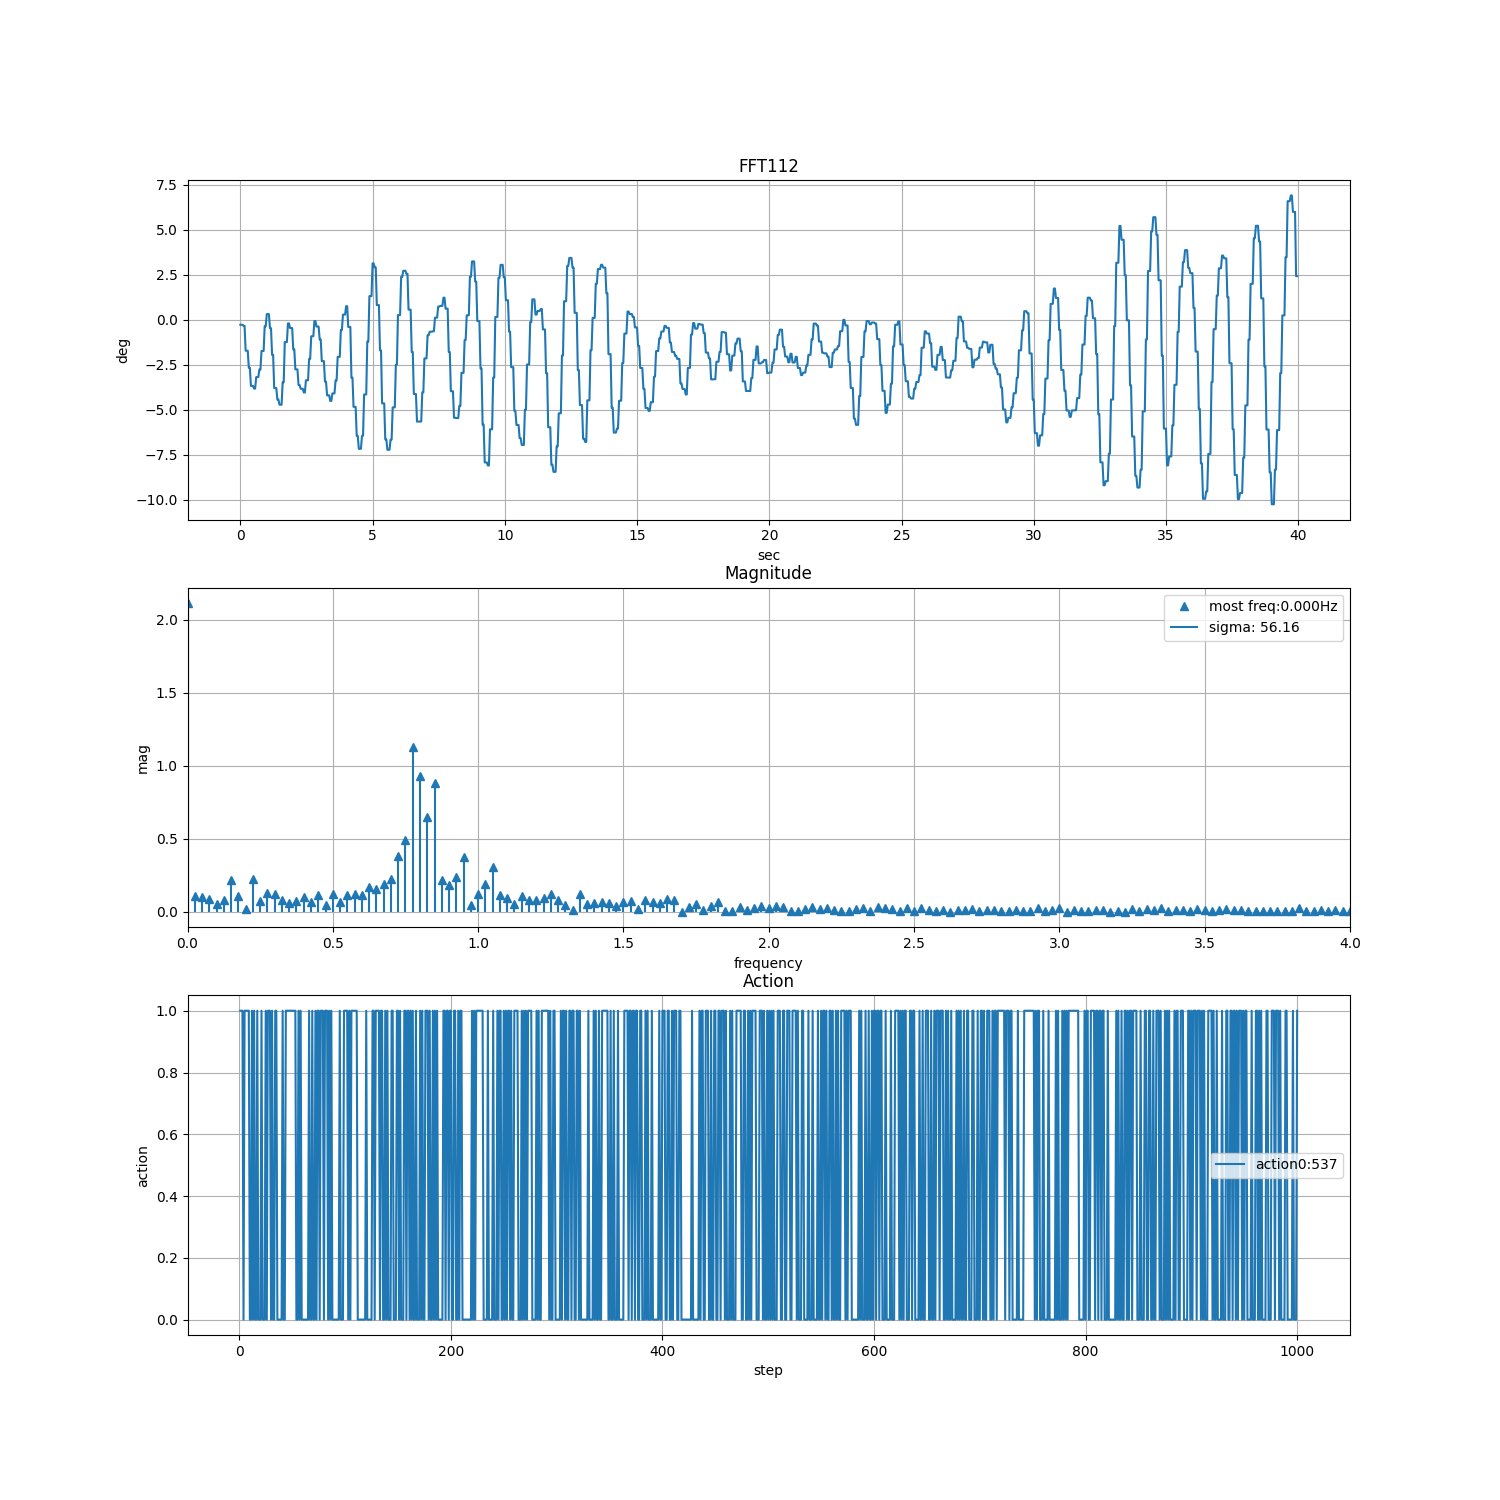 FFT112
7.5
5.0
2.5
0.0
−2.5
−5.0
−7.5
−10.0
deg
0 5 10 15 20 25 30 35 40
sec
Magnitude
2.0
1.5
1.0
0.5
0.0
mag
most freq:0.000Hz
sigma: 56.16
0.0 0.5 1.0 1.5 2.0 2.5 3.0 3.5 4.0
frequency
Action
1.0
0.8
0.6
0.4
0.2
0.0
action
action0:537
0 200 400 600 800 1000
step